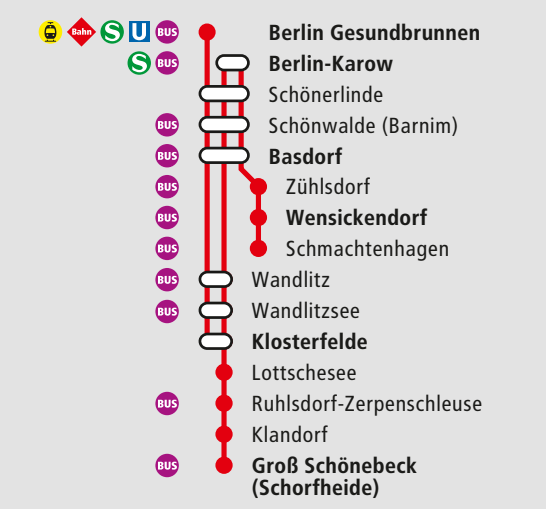 Bahn S U BUS Berlin Gesundbrunnen
S BUS Berlin-Karow
Schönerlinde
BUS Schönwalde (Barnim)
BUS Basdorf
BUS Zühlsdorf
BUS Wensickendorf
BUS Schmachtenhagen
BUS Wandlitz
BUS Wandlitzsee
Klosterfelde
Lottschesee
BUS Ruhlsdorf-Zerpenschleuse
Klandorf
BUS Groß Schönebeck
(Schorfheide)